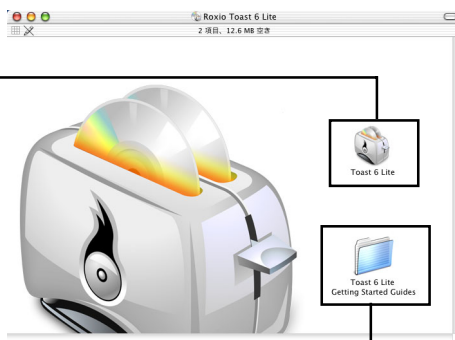 Roxio Toast 6 Lite
2 項目、12.6 MB 空き
Toast 6 Lite
Toast 6 Lite
Getting Started Guides